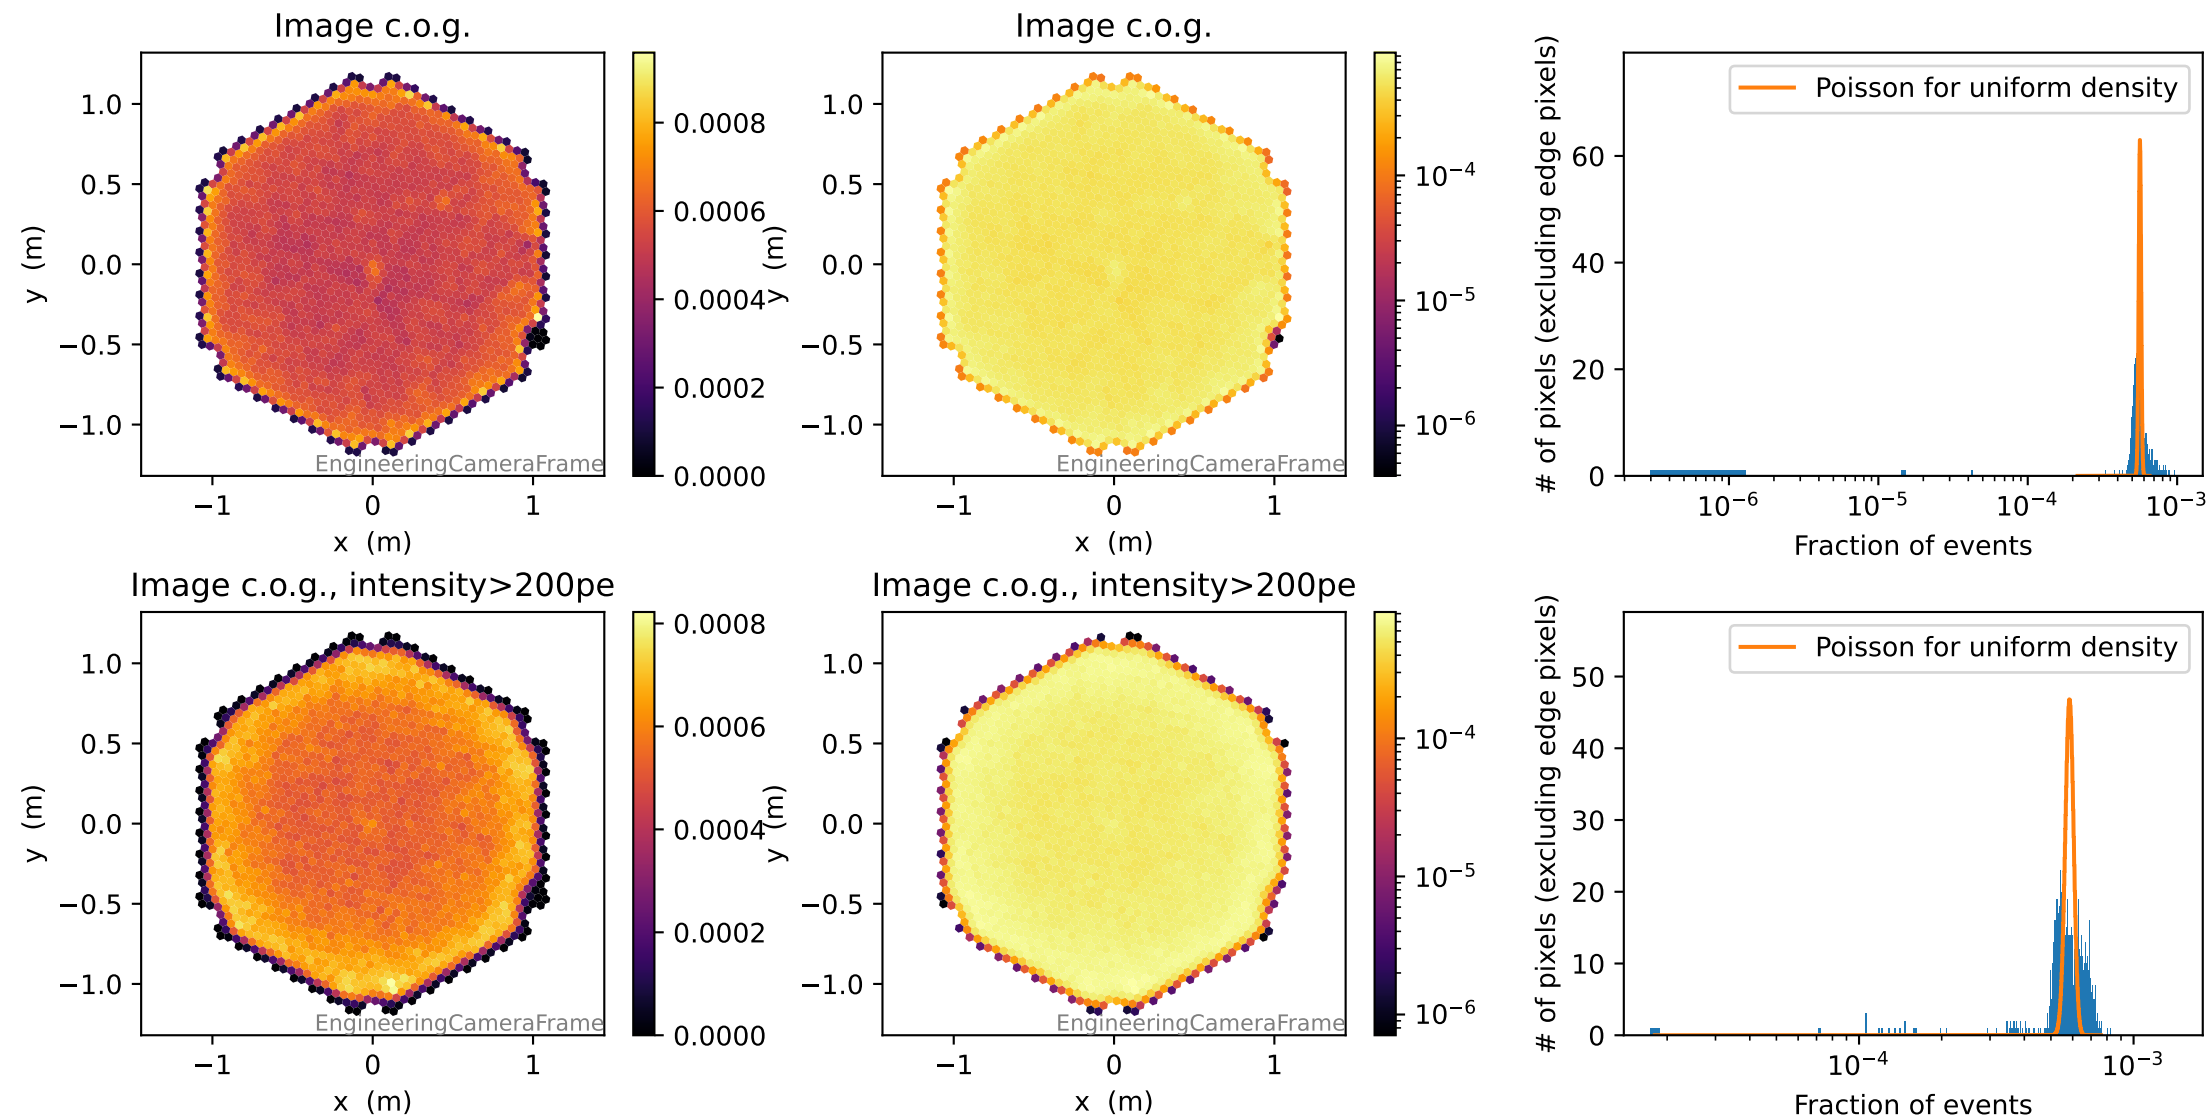 Image c.o.g.
1.0
0.5
0.0
−0.5
−1.0
y (m)
−1
0
1
x (m)
EngineeringCameraFrame
0.0008
0.0006
0.0004
0.0002
0.0000
Image c.o.g.
1.0
0.5
0.0
−0.5
−1.0
y (m)
−1
0
1
x (m)
EngineeringCameraFrame
10⁻⁴
10⁻⁵
10⁻⁶
Poisson for uniform density
# of pixels (excluding edge pixels)
60
40
20
0
10⁻⁶
10⁻⁵
10⁻⁴
10⁻³
Fraction of events
Image c.o.g., intensity>200pe
1.0
0.5
0.0
−0.5
−1.0
y (m)
−1
0
1
x (m)
EngineeringCameraFrame
0.0008
0.0006
0.0004
0.0002
0.0000
Image c.o.g., intensity>200pe
1.0
0.5
0.0
−0.5
−1.0
y (m)
−1
0
1
x (m)
EngineeringCameraFrame
10⁻⁴
10⁻⁵
10⁻⁶
Poisson for uniform density
# of pixels (excluding edge pixels)
50
40
30
20
10
0
10⁻⁴
10⁻³
Fraction of events